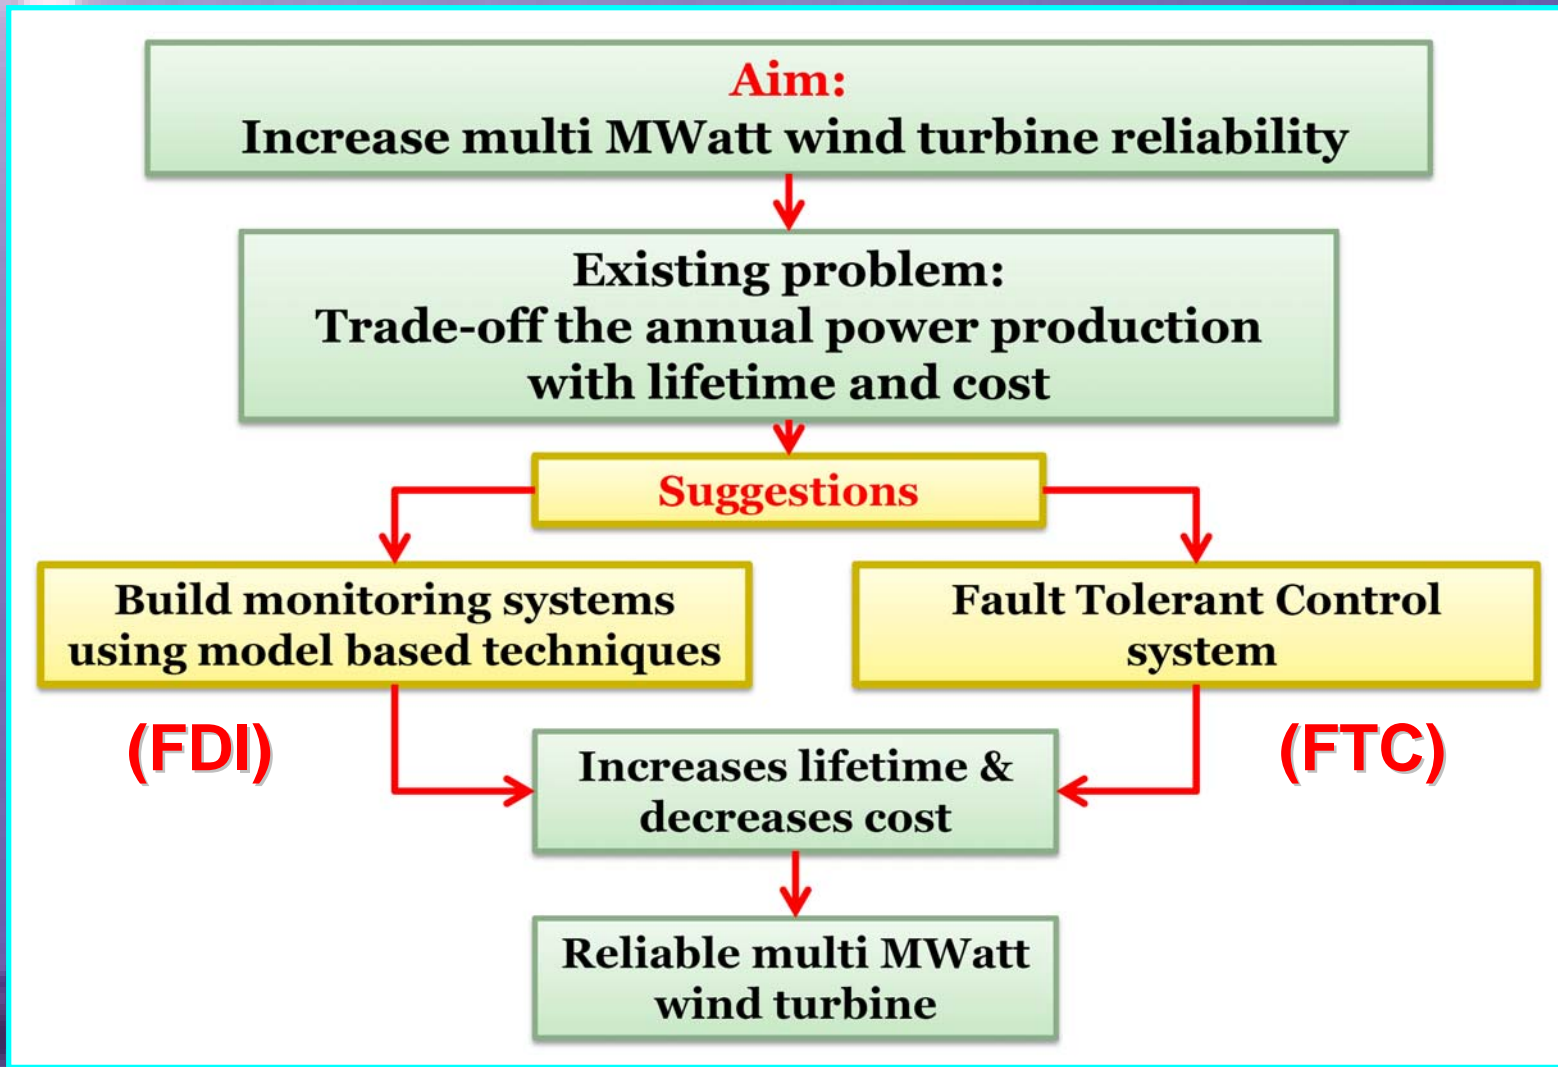 Aim:
Increase multi MWatt wind turbine reliability
Existing problem:
Trade-off the annual power production
with lifetime and cost
Suggestions
Build monitoring systems
using model based techniques
Fault Tolerant Control
system
(FDI)
(FTC)
Increases lifetime &
decreases cost
Reliable multi MWatt
wind turbine